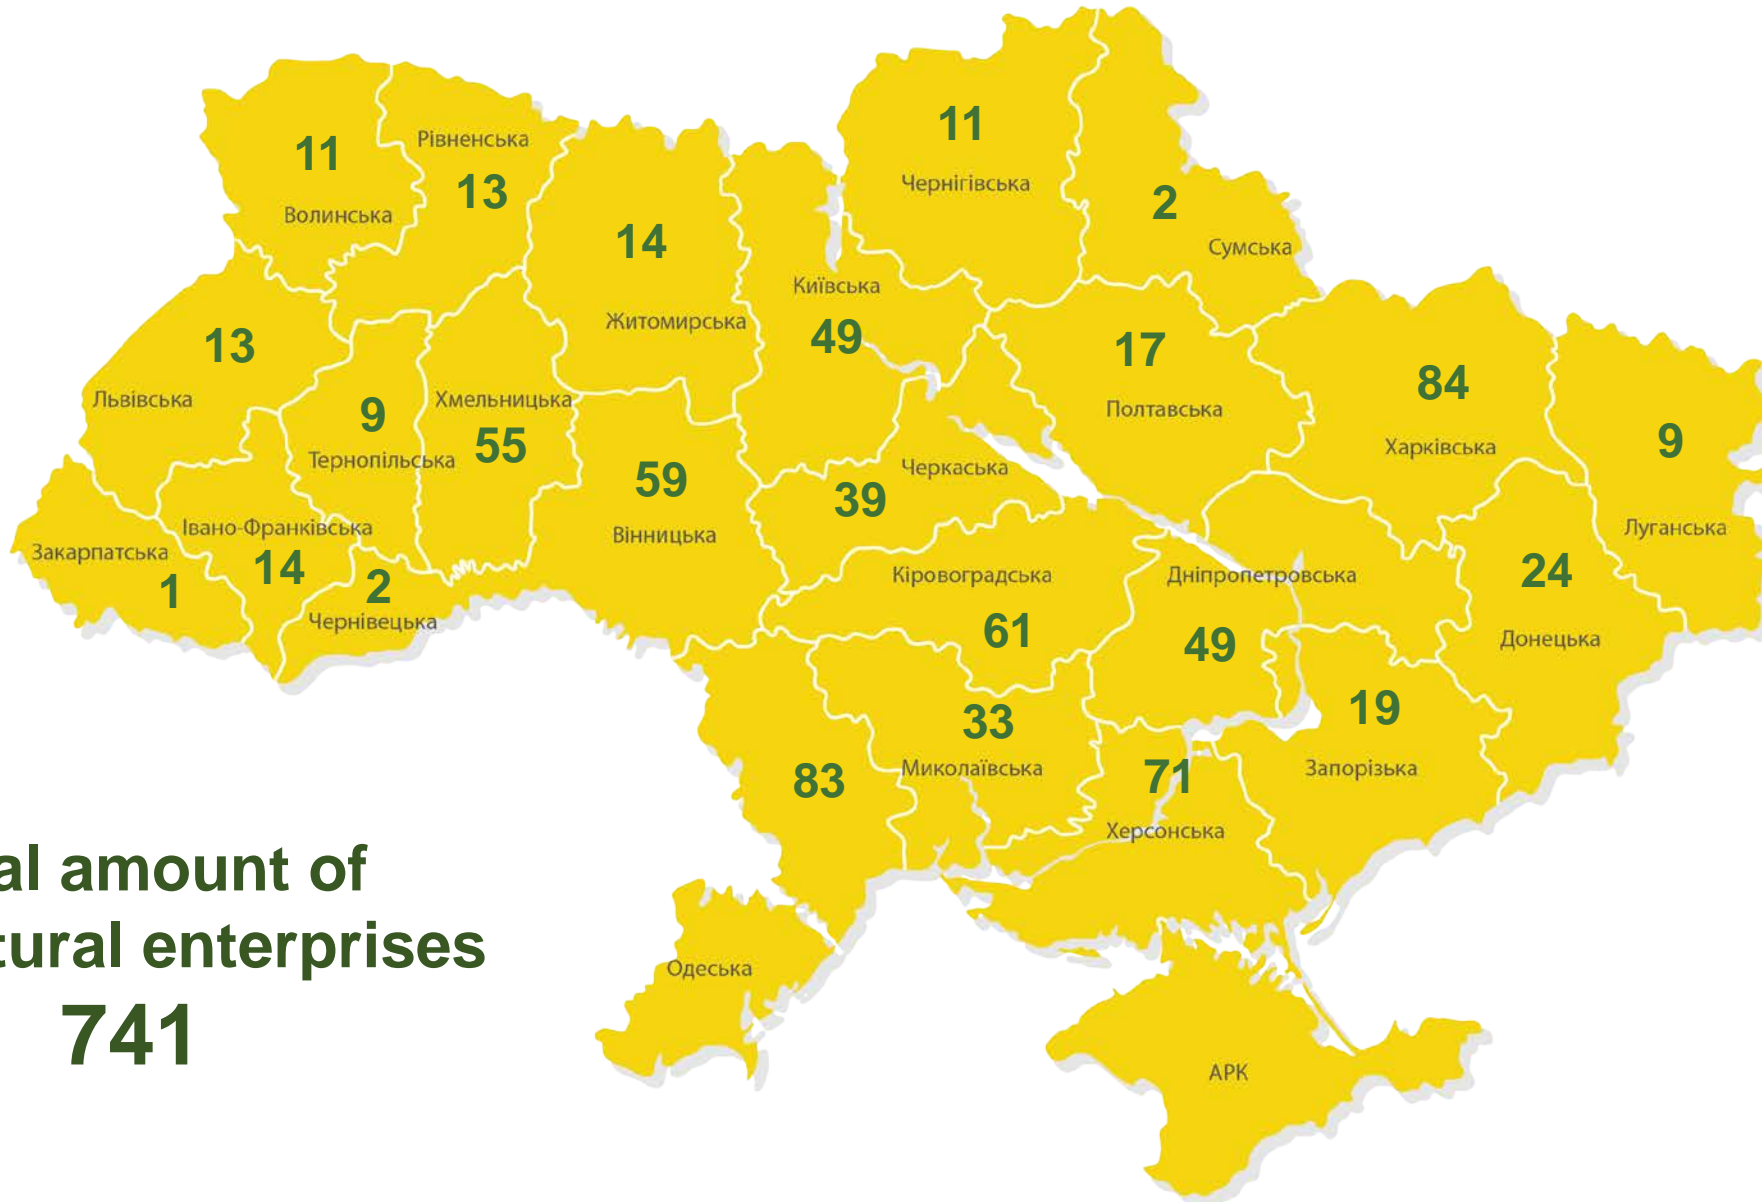 11
Волинська
Рівненська
13
14
Житомирська
Київська
49
11
Чернігівська
2
Сумська
13
Львівська
9
Тернопільська
Хмельницька
55
59
Вінницька
39
Черкаська
17
Полтавська
84
Харківська
9
Луганська
Закарпатська
1
Івано-Франківська
14
2
Чернівецька
Кіровоградська
61
Дніпропетровська
49
24
Донецька
33
Миколаївська
71
Херсонська
19
Запорізька
83
Одеська
АРК
al amount of
tural enterprises
741